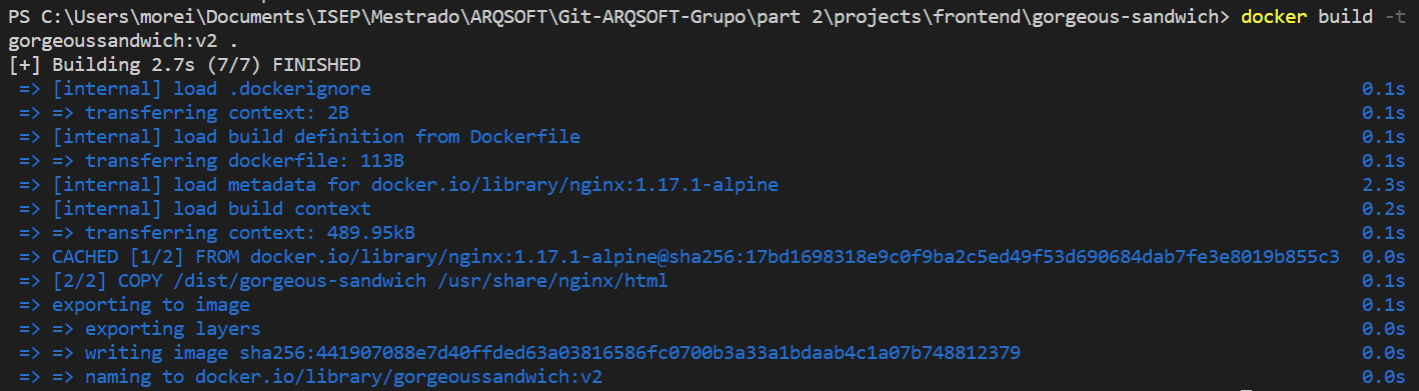 PS C:\Users\morei\Documents\ISEP\Mestrado\ARQSOFT\Git-ARQSOFT-Grupo\part 2\projects\frontend\gorgeous-sandwich> docker build -t
gorgeoussandwich:v2 .
[+] Building 2.7s (7/7) FINISHED
=> [internal] load .dockerignore 0.1s
=> => transferring context: 2B 0.1s
=> [internal] load build definition from Dockerfile 0.1s
=> => transferring dockerfile: 113B 0.1s
=> [internal] load metadata for docker.io/library/nginx:1.17.1-alpine 2.3s
=> [internal] load build context 0.2s
=> => transferring context: 489.95kB 0.1s
=> CACHED [1/2] FROM docker.io/library/nginx:1.17.1-alpine@sha256:17bd1698318e9c0f9ba2c5ed49f53d690684dab7fe3e8019b855c3 0.0s
=> [2/2] COPY /dist/gorgeous-sandwich /usr/share/nginx/html 0.1s
=> exporting to image 0.1s
=> => exporting layers 0.0s
=> => writing image sha256:441907088e7d40ffded63a03816586fc0700b3a33a1bdaab4c1a07b748812379 0.0s
=> => naming to docker.io/library/gorgeoussandwich:v2 0.0s